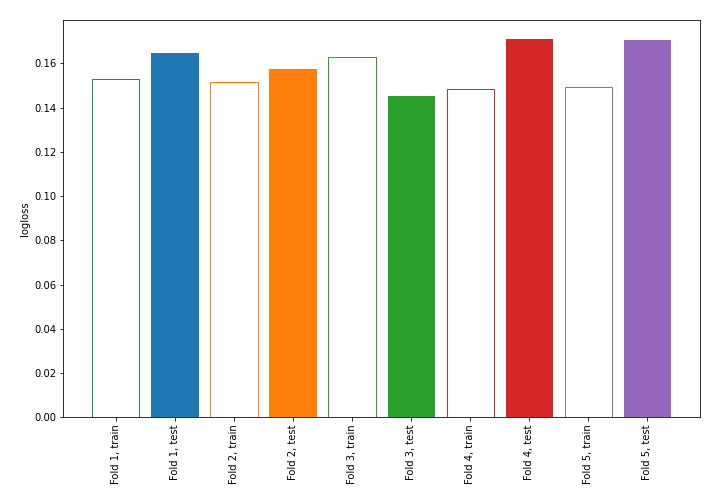 logloss
0.16
0.14
0.12
0.10
0.08
0.06
0.04
0.02
0.00
Fold 1, train
Fold 1, test
Fold 2, train
Fold 2, test
Fold 3, train
Fold 3, test
Fold 4, train
Fold 4, test
Fold 5, train
Fold 5, test